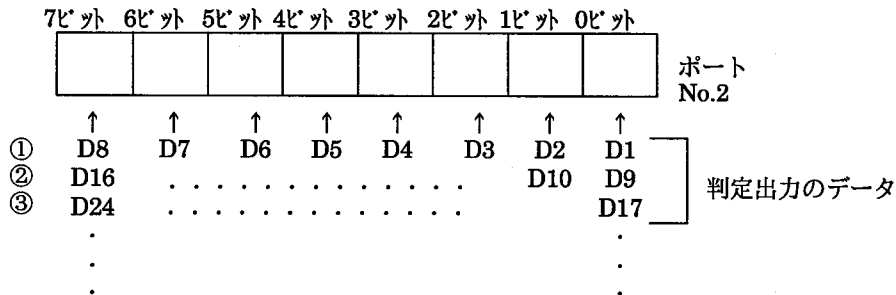 7ビット 6ビット 5ビット 4ビット 3ビット 2ビット 1ビット 0ビット
ポート
No.2
↑ ↑ ↑ ↑ ↑ ↑ ↑ ↑
① D8 D7 D6 D5 D4 D3 D2 D1
② D16 . . . . . . . . . . . . . D10 D9
③ D24 . . . . . . . . . . . . . D17
判定出力のデータ
. .
. .
. .